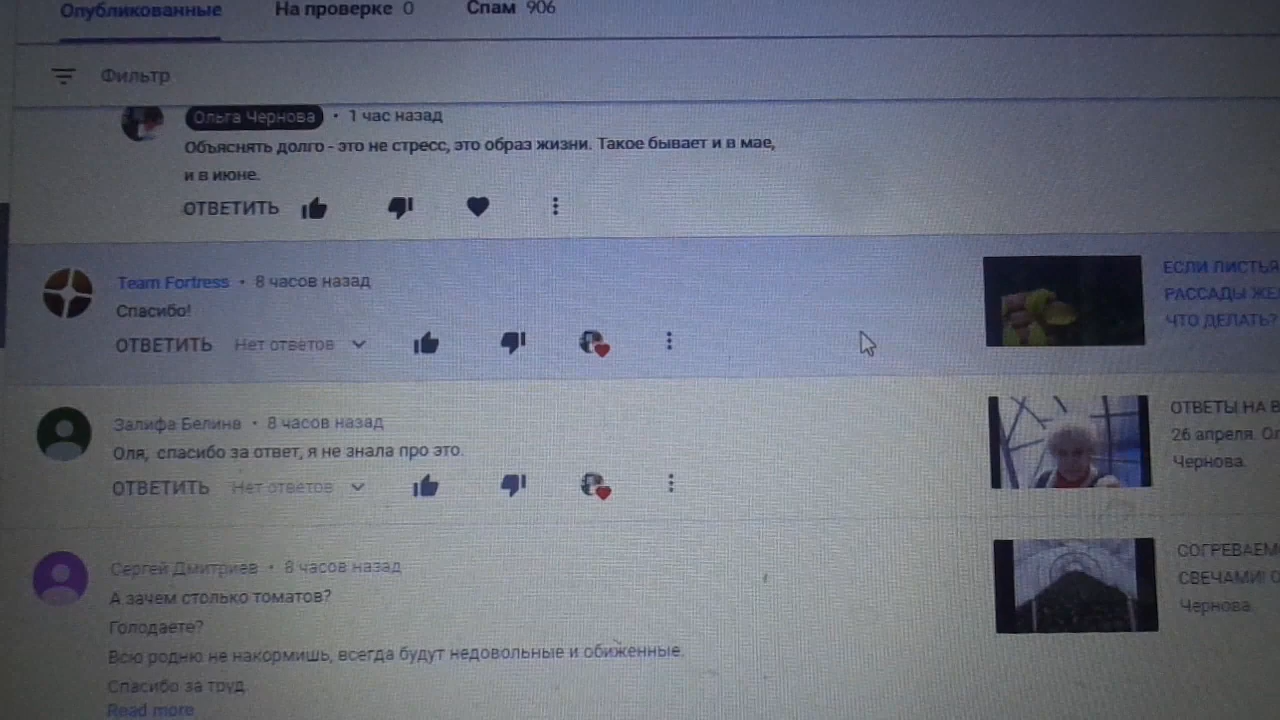 Опубликованные На проверке 0 Спам 906
Фильтр
Ольга Чернова • 1 час назад
Объяснять долго - это не стресс, это образ жизни. Такое бывает и в мае,
и в июне.
ОТВЕТИТЬ
Team Fortress • 8 часов назад
Спасибо!
ОТВЕТИТЬ Нет ответов
ЕСЛИ ЛИСТЬЯ
РАССАДЫ ЖЕ
ЧТО ДЕЛАТЬ?
Залифа Белина • 8 часов назад
Оля, спасибо за ответ, я не знала про это.
ОТВЕТИТЬ Нет ответов
ОТВЕТЫ НА В
26 апреля. Ол
Чернова.
Сергей Дмитриев • 8 часов назад
А зачем столько томатов?
Голодаете?
Всю родню не накормишь, всегда будут недовольные и обиженные.
Спасибо за труд
Read more
СОГРЕВАЕМ
СВЕЧАМИ! О
Чернова.